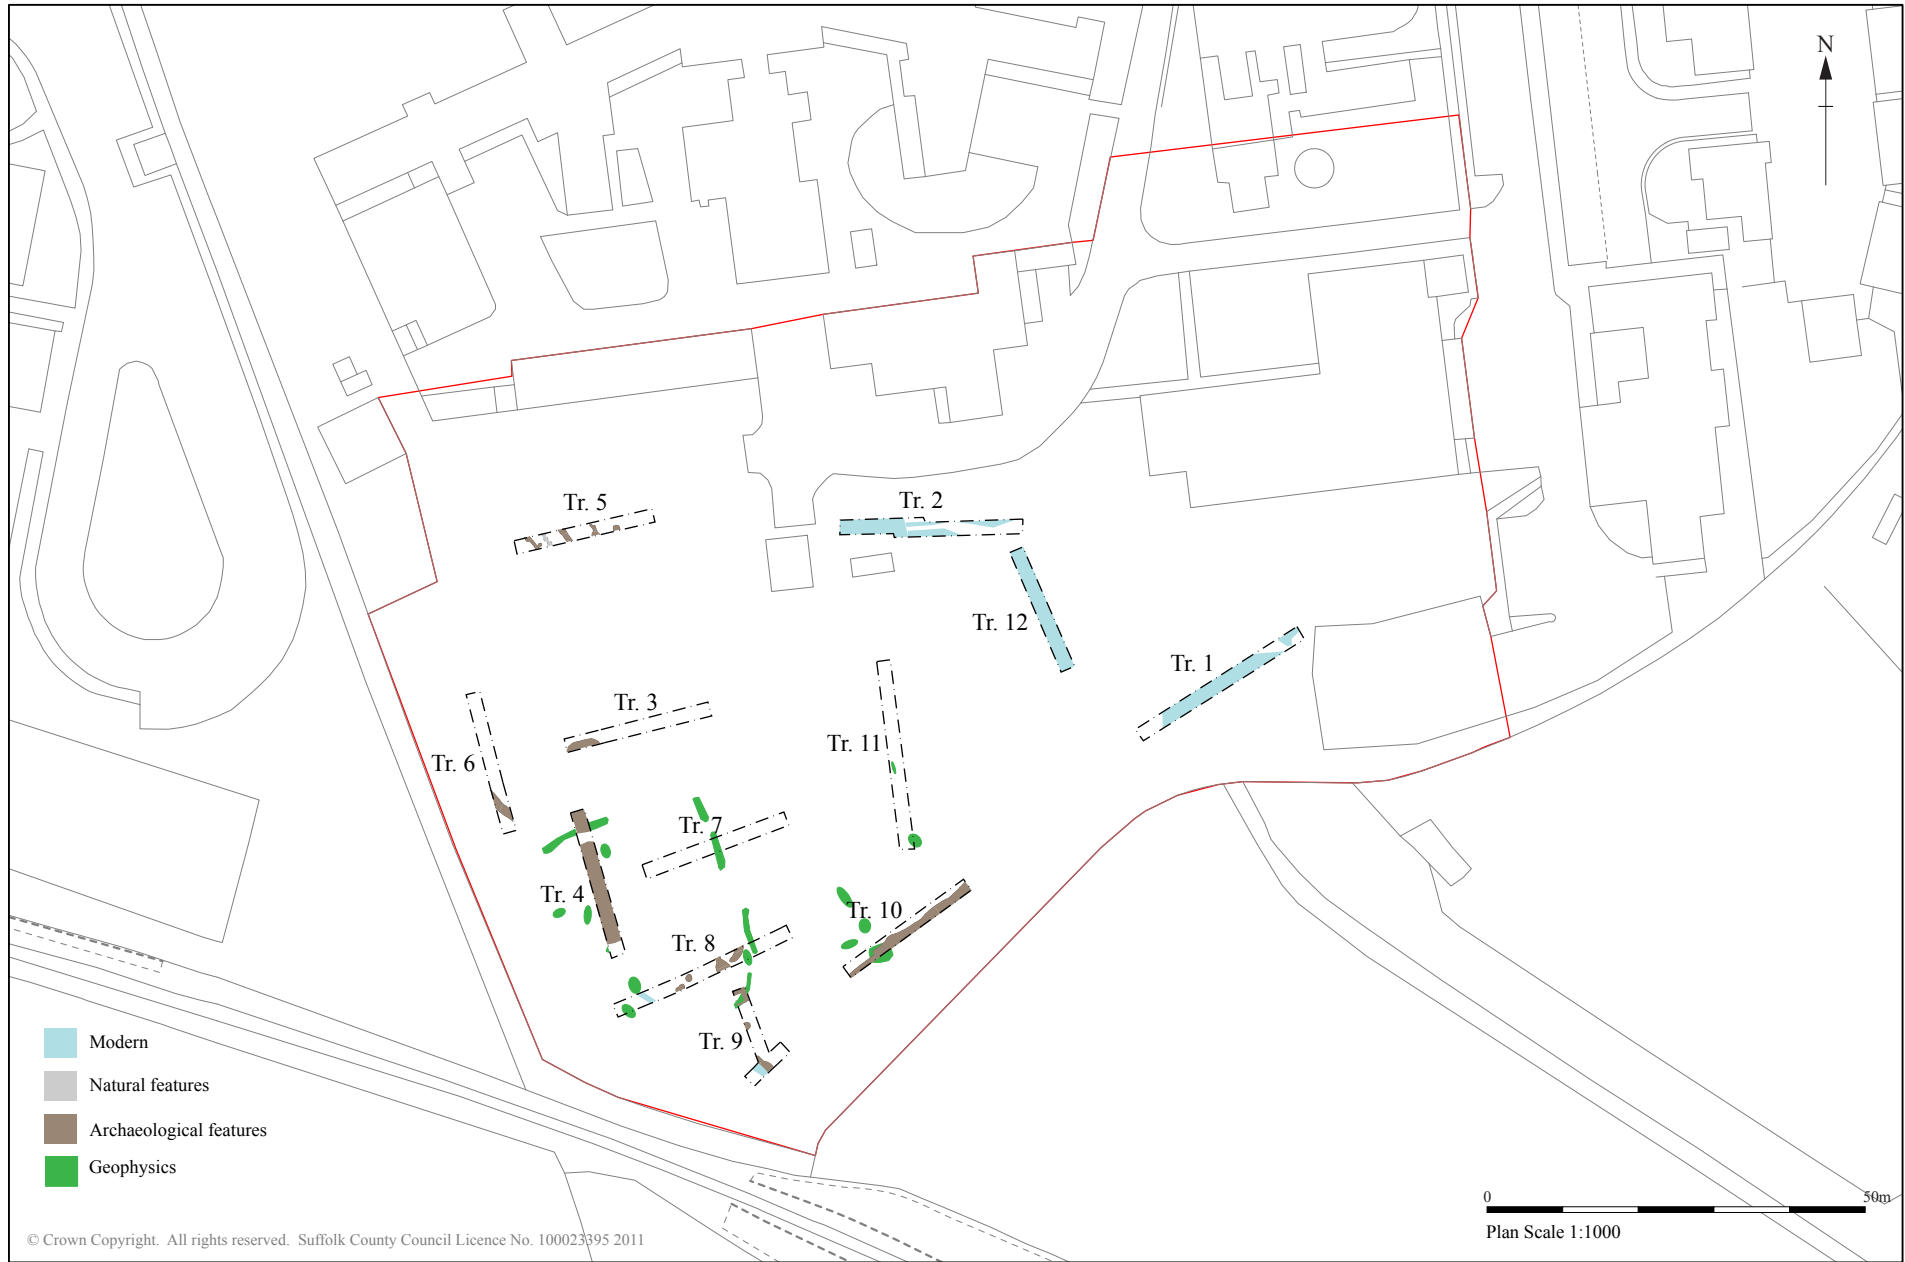 N
Tr. 5
Tr. 2
Tr. 12
Tr. 1
Tr. 3
Tr. 11
Tr. 6
Tr. 7
Tr. 4
Tr. 10
Tr. 8
Tr. 9
Modern
Natural features
Archaeological features
Geophysics
0 50m
Plan Scale 1:1000
© Crown Copyright. All rights reserved. Suffolk County Council Licence No. 100023395 2011